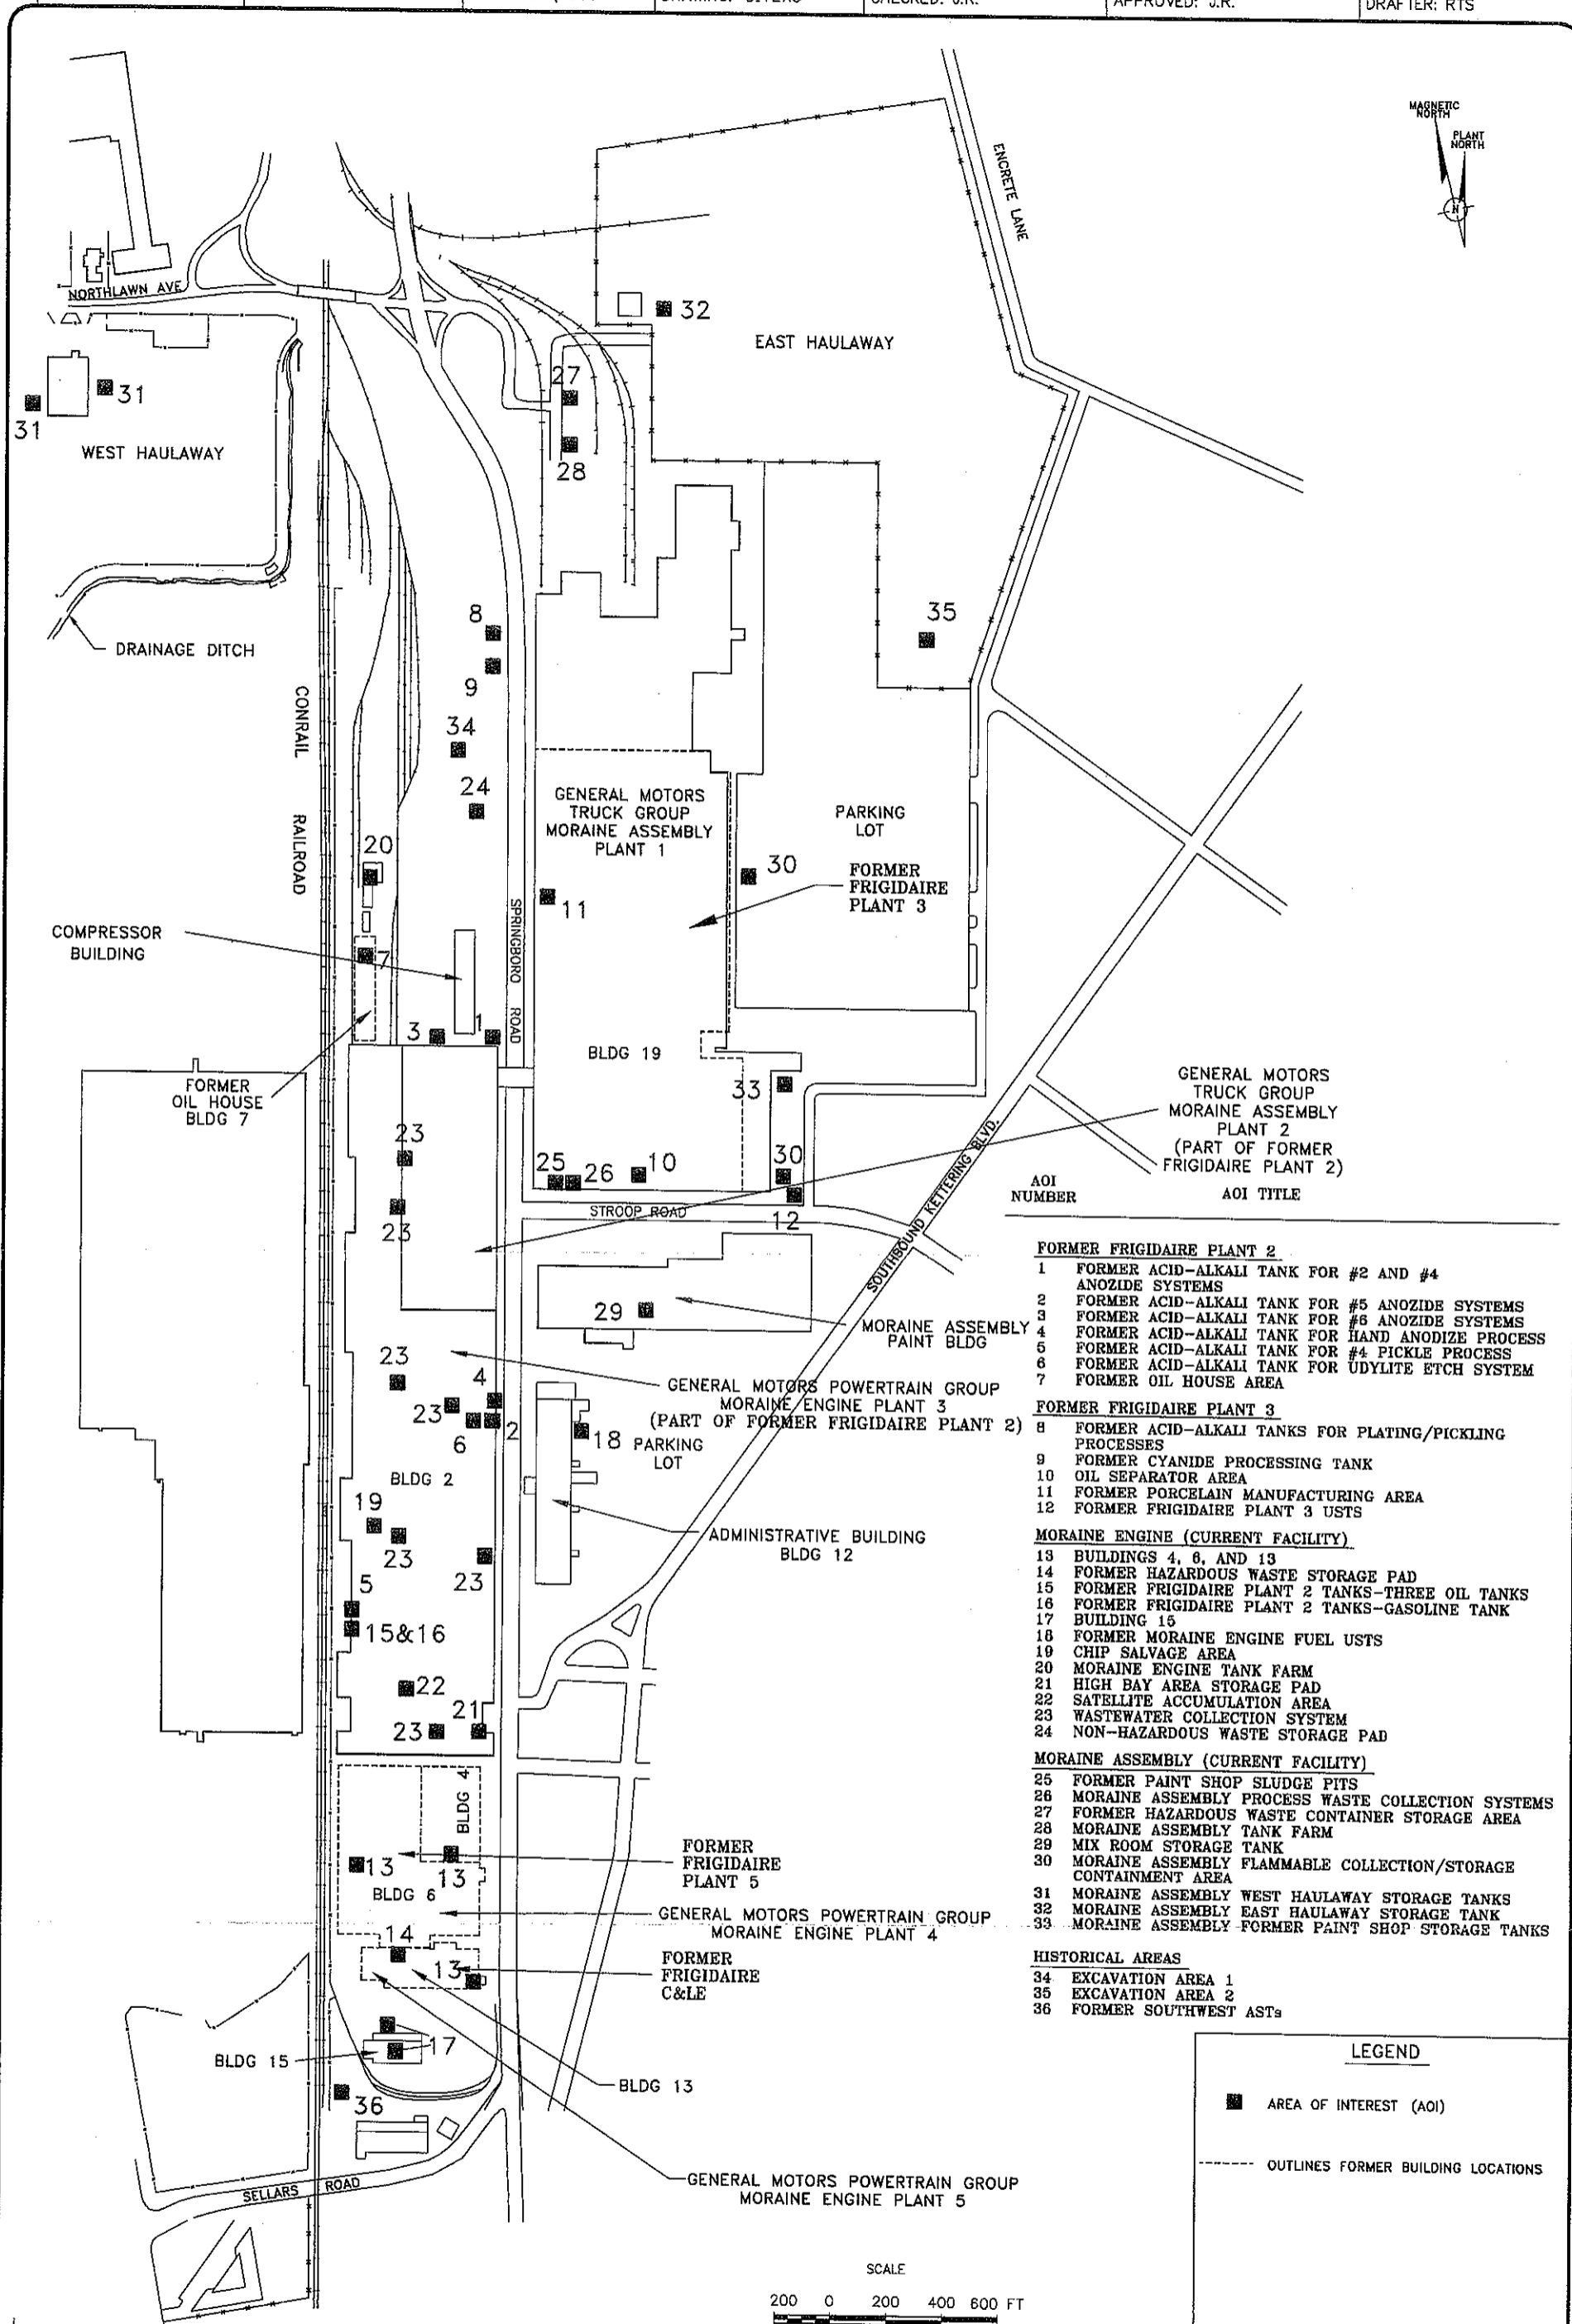 CHECKED: J.R.
APPROVED: J.R.
DRAFTER: RTS
MAGNETIC
NORTH
PLANT
NORTH
N
ENCRETE LANE
NORTHLAWN AVE
32
EAST HAULAWAY
27
31
31
WEST HAULAWAY
28
8
35
DRAINAGE DITCH
9
CONRAIL
RAILROAD
34
24
GENERAL MOTORS
TRUCK GROUP
MORAINE ASSEMBLY
PLANT 1
PARKING
LOT
20
30
FORMER
FRIGIDAIRE
PLANT 3
11
SPRINGBORO
ROAD
COMPRESSOR
BUILDING
7
3
1
BLDG 19
FORMER
OIL HOUSE
BLDG 7
33
GENERAL MOTORS
TRUCK GROUP
MORAINE ASSEMBLY
PLANT 2
(PART OF FORMER
FRIGIDAIRE PLANT 2)
23
25
26
10
30
23
STROOP ROAD
12
SOUTHBOUND KETTERING BLVD.
29
MORAINE ASSEMBLY
PAINT BLDG
23
4
GENERAL MOTORS POWERTRAIN GROUP
MORAINE ENGINE PLANT 3
(PART OF FORMER FRIGIDAIRE PLANT 2)
23
6
2
18
PARKING
LOT
BLDG 2
19
23
23
ADMINISTRATIVE BUILDING
BLDG 12
5
15&16
22
21
23
BLDG 4
13
13
BLDG 6
FORMER
FRIGIDAIRE
PLANT 5
GENERAL MOTORS POWERTRAIN GROUP
MORAINE ENGINE PLANT 4
14
13
FORMER
FRIGIDAIRE
C&LE
17
BLDG 15
BLDG 13
36
GENERAL MOTORS POWERTRAIN GROUP
MORAINE ENGINE PLANT 5
SELLARS ROAD
SCALE
200 0 200 400 600 FT
AOI
NUMBER
AOI TITLE
FORMER FRIGIDAIRE PLANT 2
1 FORMER ACID-ALKALI TANK FOR #2 AND #4
ANOZIDE SYSTEMS
2 FORMER ACID-ALKALI TANK FOR #5 ANOZIDE SYSTEMS
3 FORMER ACID-ALKALI TANK FOR #6 ANOZIDE SYSTEMS
4 FORMER ACID-ALKALI TANK FOR HAND ANODIZE PROCESS
5 FORMER ACID-ALKALI TANK FOR #4 PICKLE PROCESS
6 FORMER ACID-ALKALI TANK FOR UDYLITE ETCH SYSTEM
7 FORMER OIL HOUSE AREA
FORMER FRIGIDAIRE PLANT 3
8 FORMER ACID-ALKALI TANKS FOR PLATING/PICKLING
PROCESSES
9 FORMER CYANIDE PROCESSING TANK
10 OIL SEPARATOR AREA
11 FORMER PORCELAIN MANUFACTURING AREA
12 FORMER FRIGIDAIRE PLANT 3 USTS
MORAINE ENGINE (CURRENT FACILITY)
13 BUILDINGS 4, 6, AND 13
14 FORMER HAZARDOUS WASTE STORAGE PAD
15 FORMER FRIGIDAIRE PLANT 2 TANKS-THREE OIL TANKS
16 FORMER FRIGIDAIRE PLANT 2 TANKS-GASOLINE TANK
17 BUILDING 15
18 FORMER MORAINE ENGINE FUEL USTS
19 CHIP SALVAGE AREA
20 MORAINE ENGINE TANK FARM
21 HIGH BAY AREA STORAGE PAD
22 SATELLITE ACCUMULATION AREA
23 WASTEWATER COLLECTION SYSTEM
24 NON-HAZARDOUS WASTE STORAGE PAD
MORAINE ASSEMBLY (CURRENT FACILITY)
25 FORMER PAINT SHOP SLUDGE PITS
26 MORAINE ASSEMBLY PROCESS WASTE COLLECTION SYSTEMS
27 FORMER HAZARDOUS WASTE CONTAINER STORAGE AREA
28 MORAINE ASSEMBLY TANK FARM
29 MIX ROOM STORAGE TANK
30 MORAINE ASSEMBLY FLAMMABLE COLLECTION/STORAGE
CONTAINMENT AREA
31 MORAINE ASSEMBLY WEST HAULAWAY STORAGE TANKS
32 MORAINE ASSEMBLY EAST HAULAWAY STORAGE TANK
33 MORAINE ASSEMBLY FORMER PAINT SHOP STORAGE TANKS
HISTORICAL AREAS
34 EXCAVATION AREA 1
35 EXCAVATION AREA 2
36 FORMER SOUTHWEST ASTs
LEGEND
AREA OF INTEREST (AOI)
OUTLINES FORMER BUILDING LOCATIONS